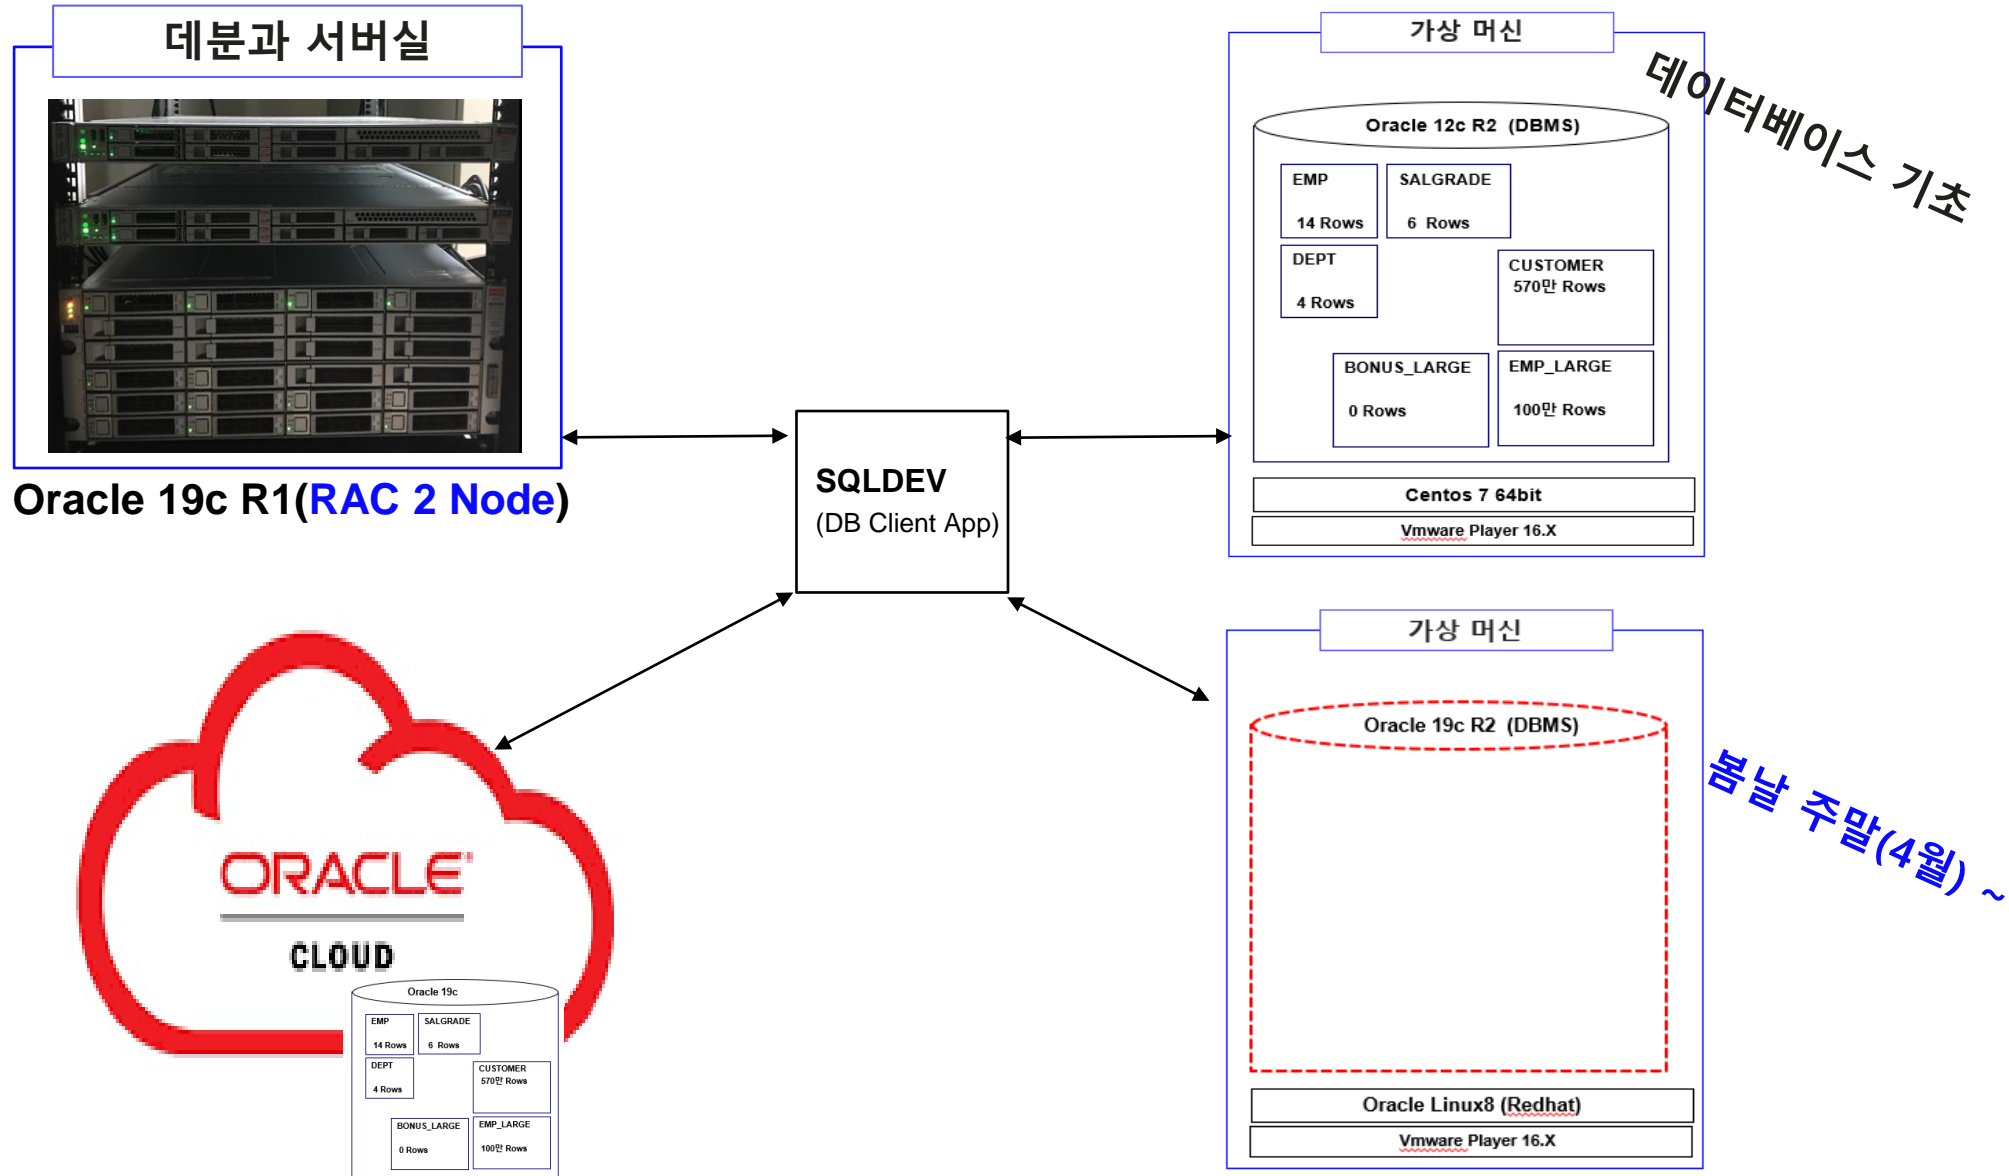 데분과 서버실
Oracle 19c R1(RAC 2 Node)
SQLDEV
(DB Client App)
가상 머신
Oracle 12c R2 (DBMS)
EMP
14 Rows
SALGRADE
6 Rows
DEPT
4 Rows
CUSTOMER
570만 Rows
BONUS_LARGE
0 Rows
EMP_LARGE
100만 Rows
Centos 7 64bit
Vmware Player 16.X
데이터베이스 기초
ORACLE
CLOUD
Oracle 19c
EMP
14 Rows
SALGRADE
6 Rows
DEPT
4 Rows
CUSTOMER
570만 Rows
BONUS_LARGE
0 Rows
EMP_LARGE
100만 Rows
가상 머신
Oracle 19c R2 (DBMS)
Oracle Linux8 (Redhat)
Vmware Player 16.X
봄날 주말(4월) ~